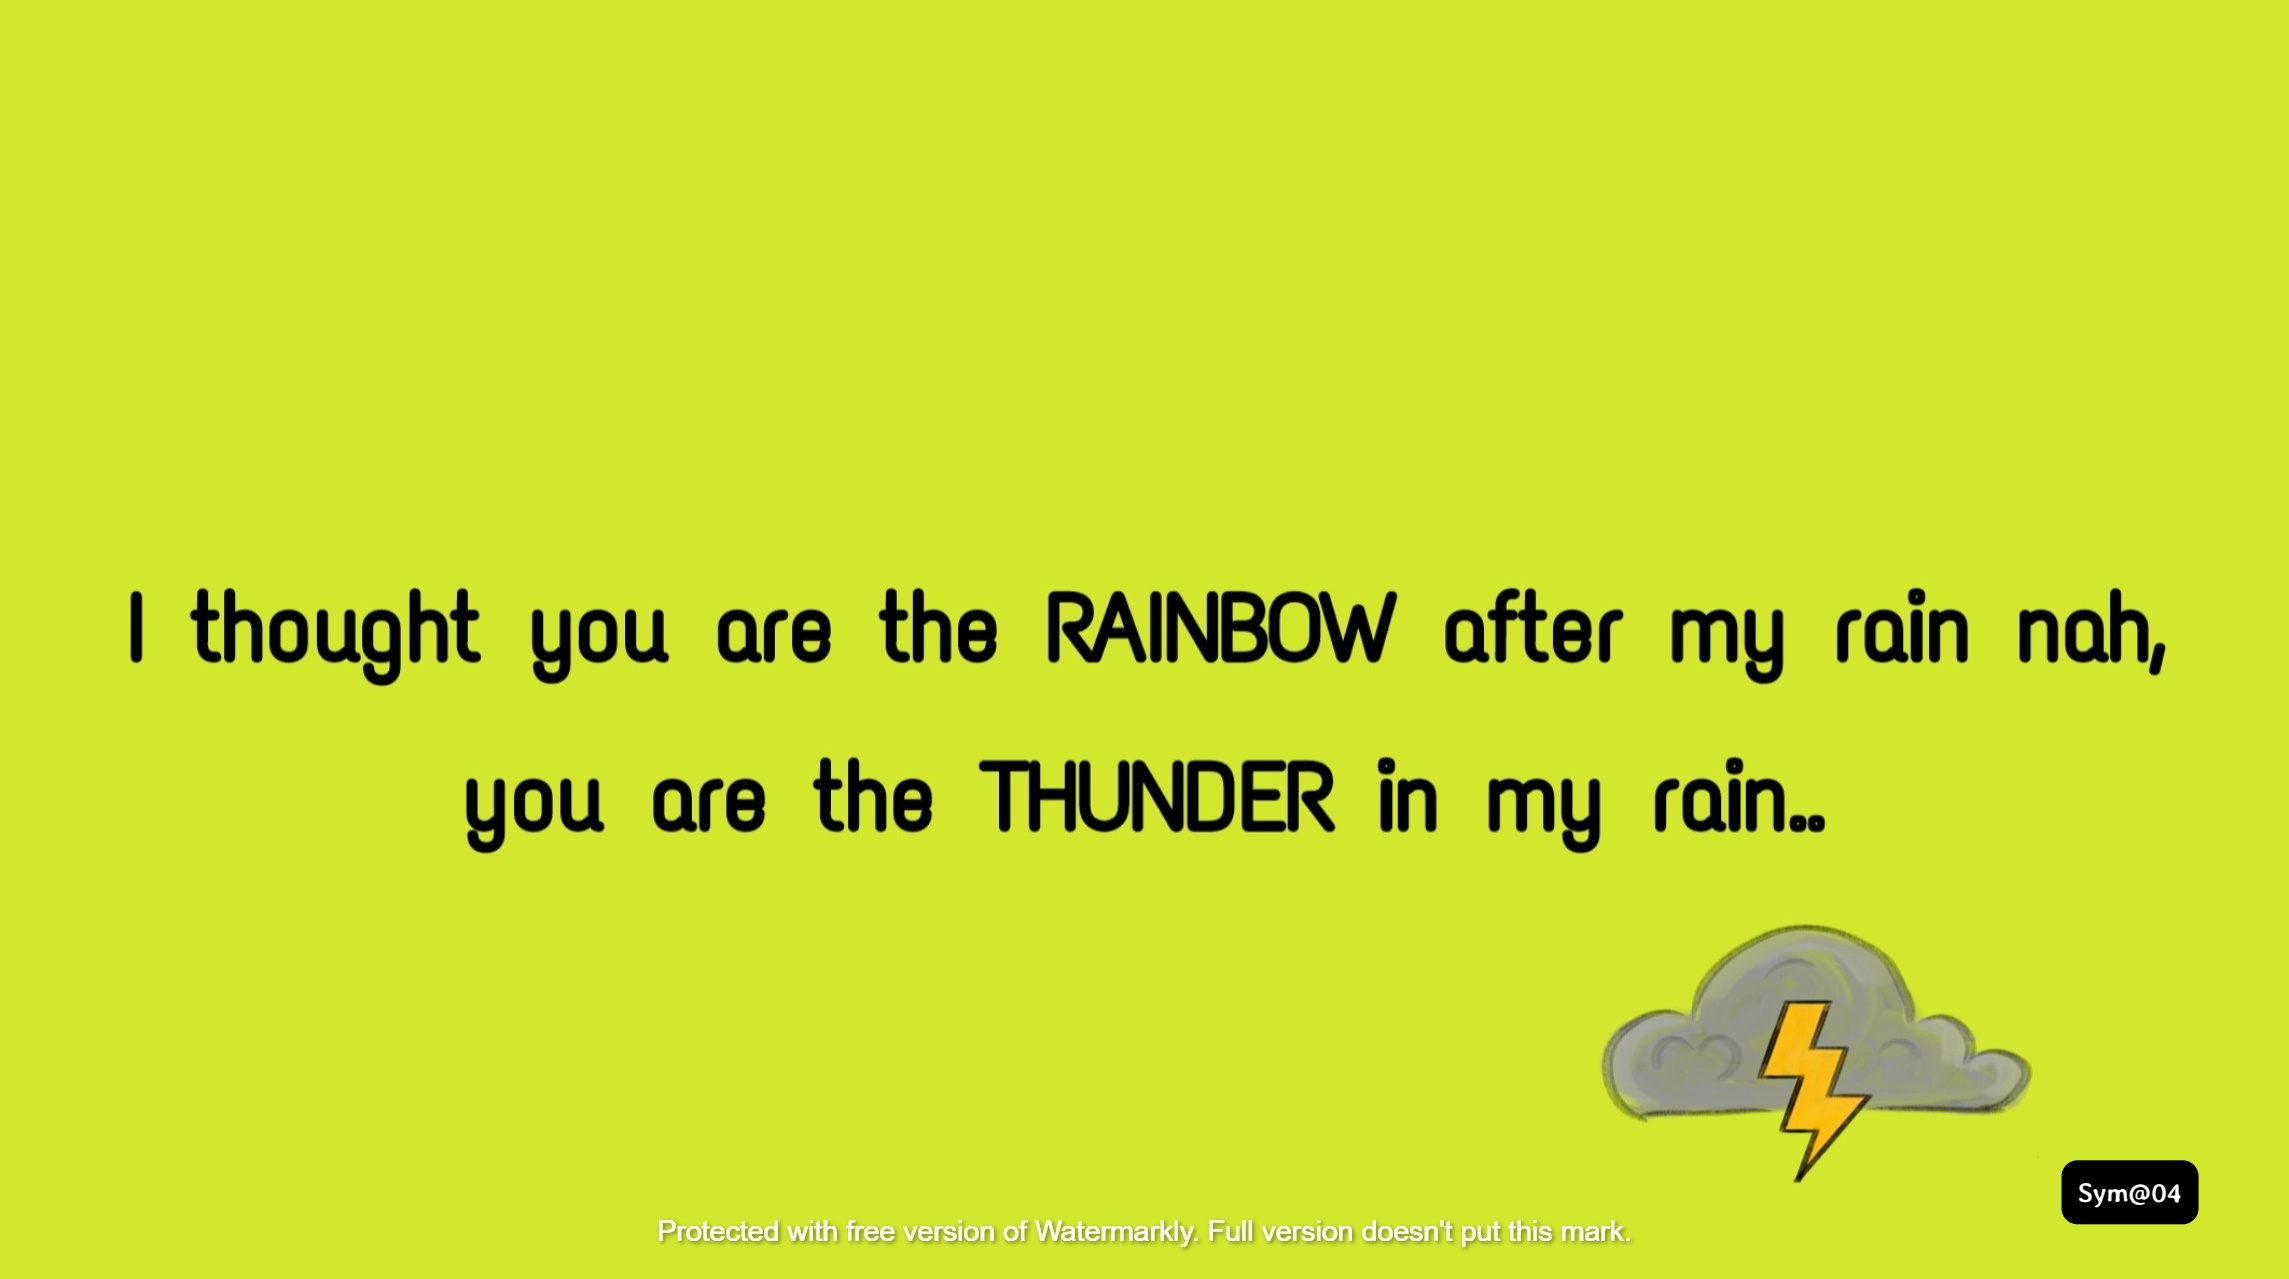 I thought you are the RAINBOW after my rain nah,
you are the THUNDER in my rain..
Sym@04
Protected with free version of Watermarkly. Full version doesn't put this mark.